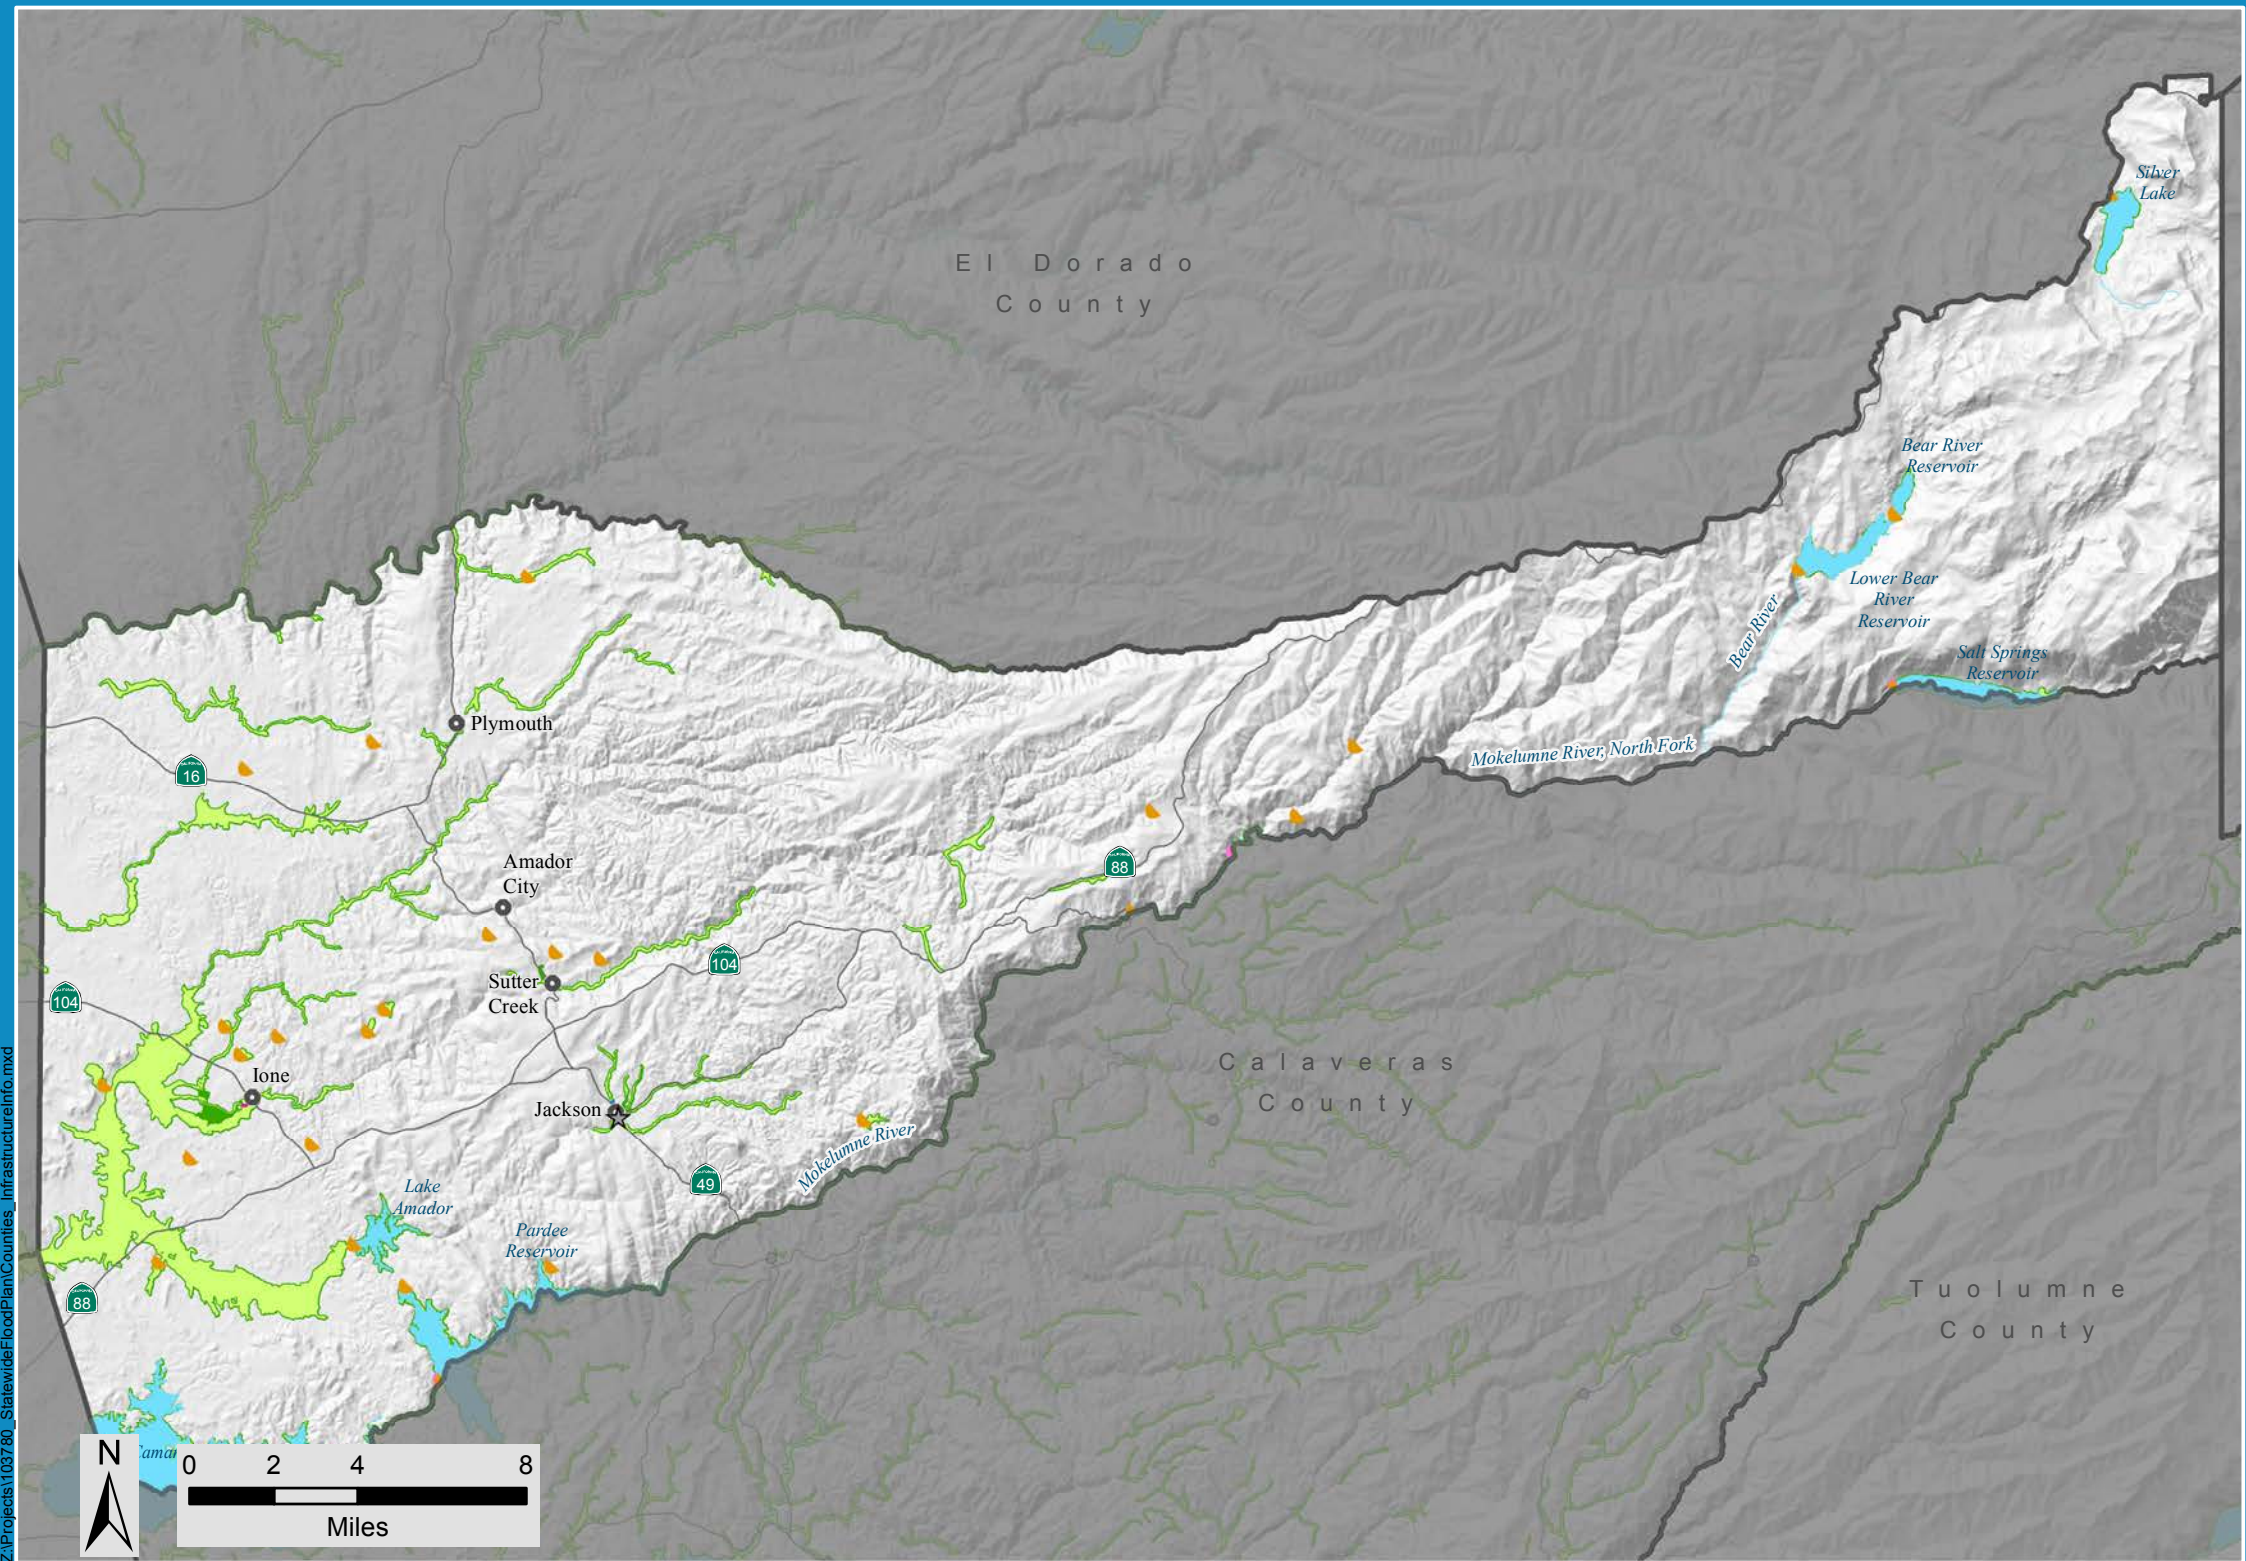 Silver
Lake
El Dorado
County
Bear River
Reservoir
Lower Bear
River
Reservoir
Bear River
Salt Springs
Reservoir
Mokelumne River, North Fork
Plymouth
16
Amador
City
88
104
Sutter
Creek
104
Ione
Jackson
Calaveras
County
Mokelumne River
49
Lake
Amador
Pardee
Reservoir
88
Tuolumne
County
N
0 2 4 8
Miles
Z:\Projects\103780_StatewideFloodPlan\Counties_InfrastructureInfo.mxd